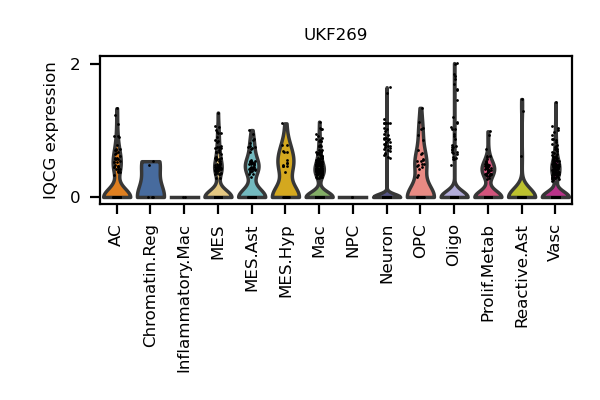 UKF269
IQCG expression
2
0
AC
Chromatin.Reg
Inflammatory.Mac
MES
MES.Ast
MES.Hyp
Mac
NPC
Neuron
OPC
Oligo
Prolif.Metab
Reactive.Ast
Vasc